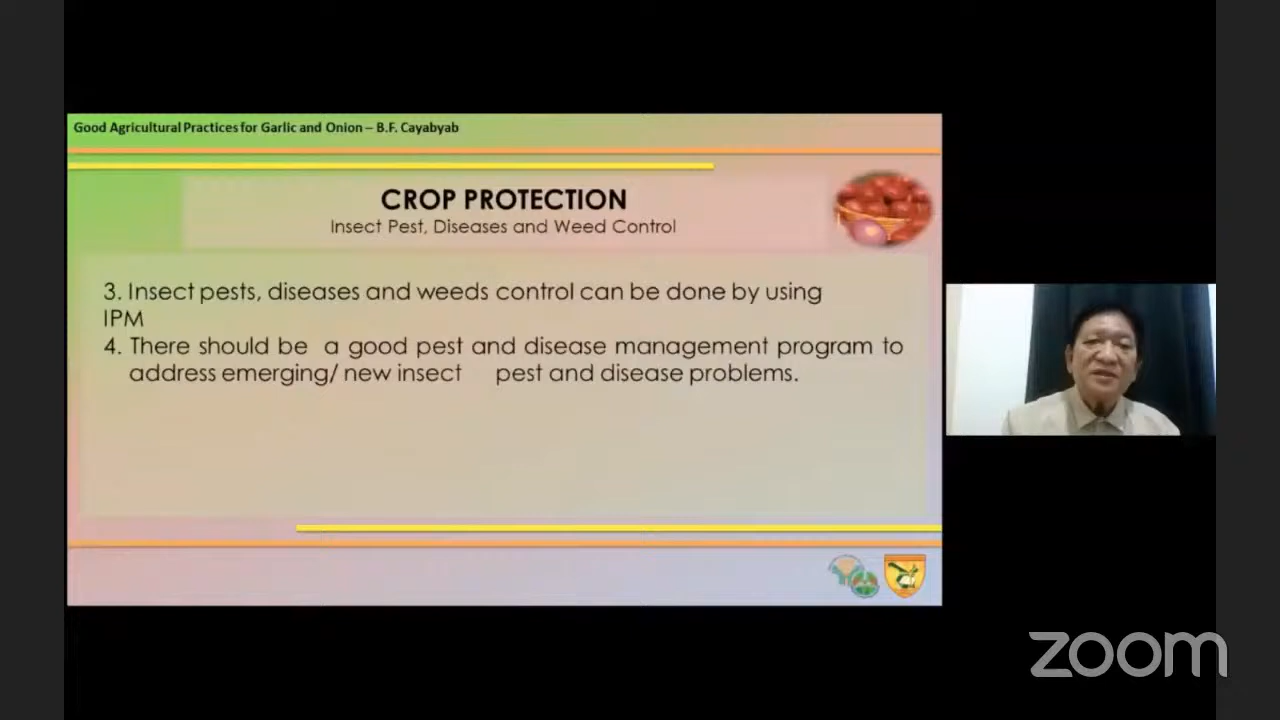 Good Agricultural Practices for Garlic and Onion – B.F. Cayabyab
CROP PROTECTION
Insect Pest, Diseases and Weed Control
3. Insect pests, diseases and weeds control can be done by using
IPM
4. There should be a good pest and disease management program to
address emerging/ new insect pest and disease problems.
zoom